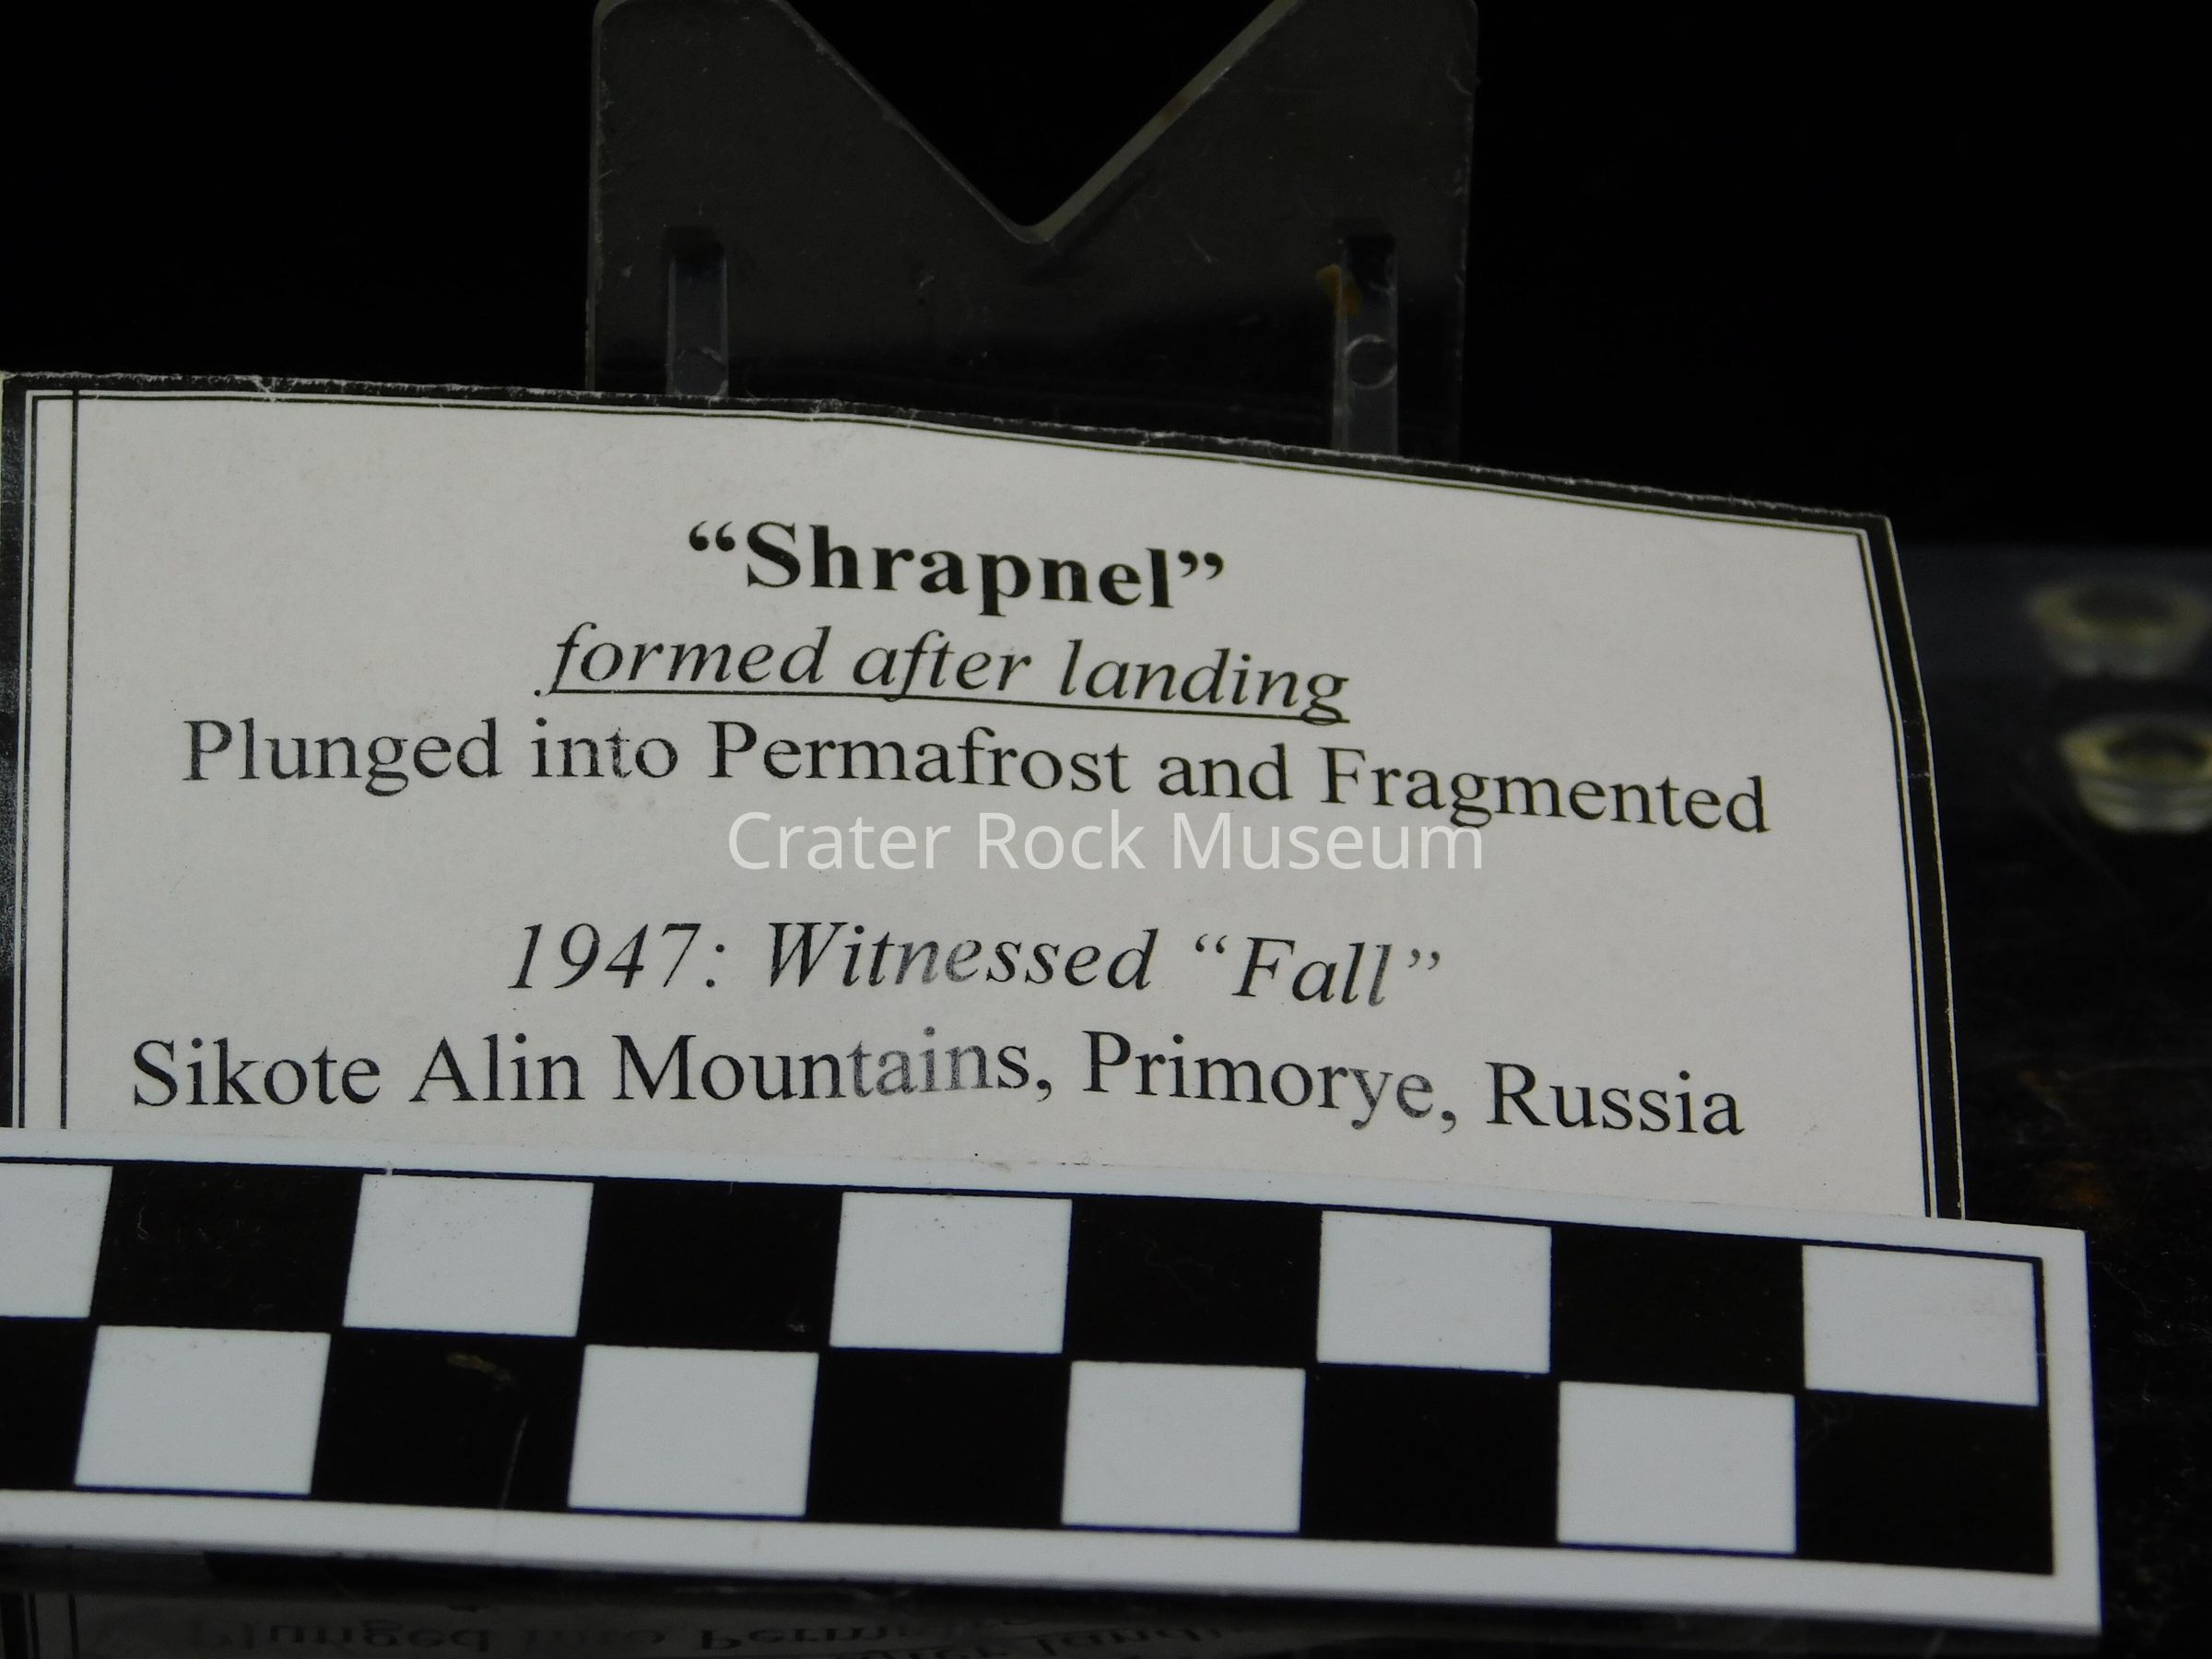 “Shrapnel”
formed after landing
Plunged into Permafrost and Fragmented
Crater Rock Museum
1947: Witnessed “Fall”
Sikote Alin Mountains, Primorye, Russia